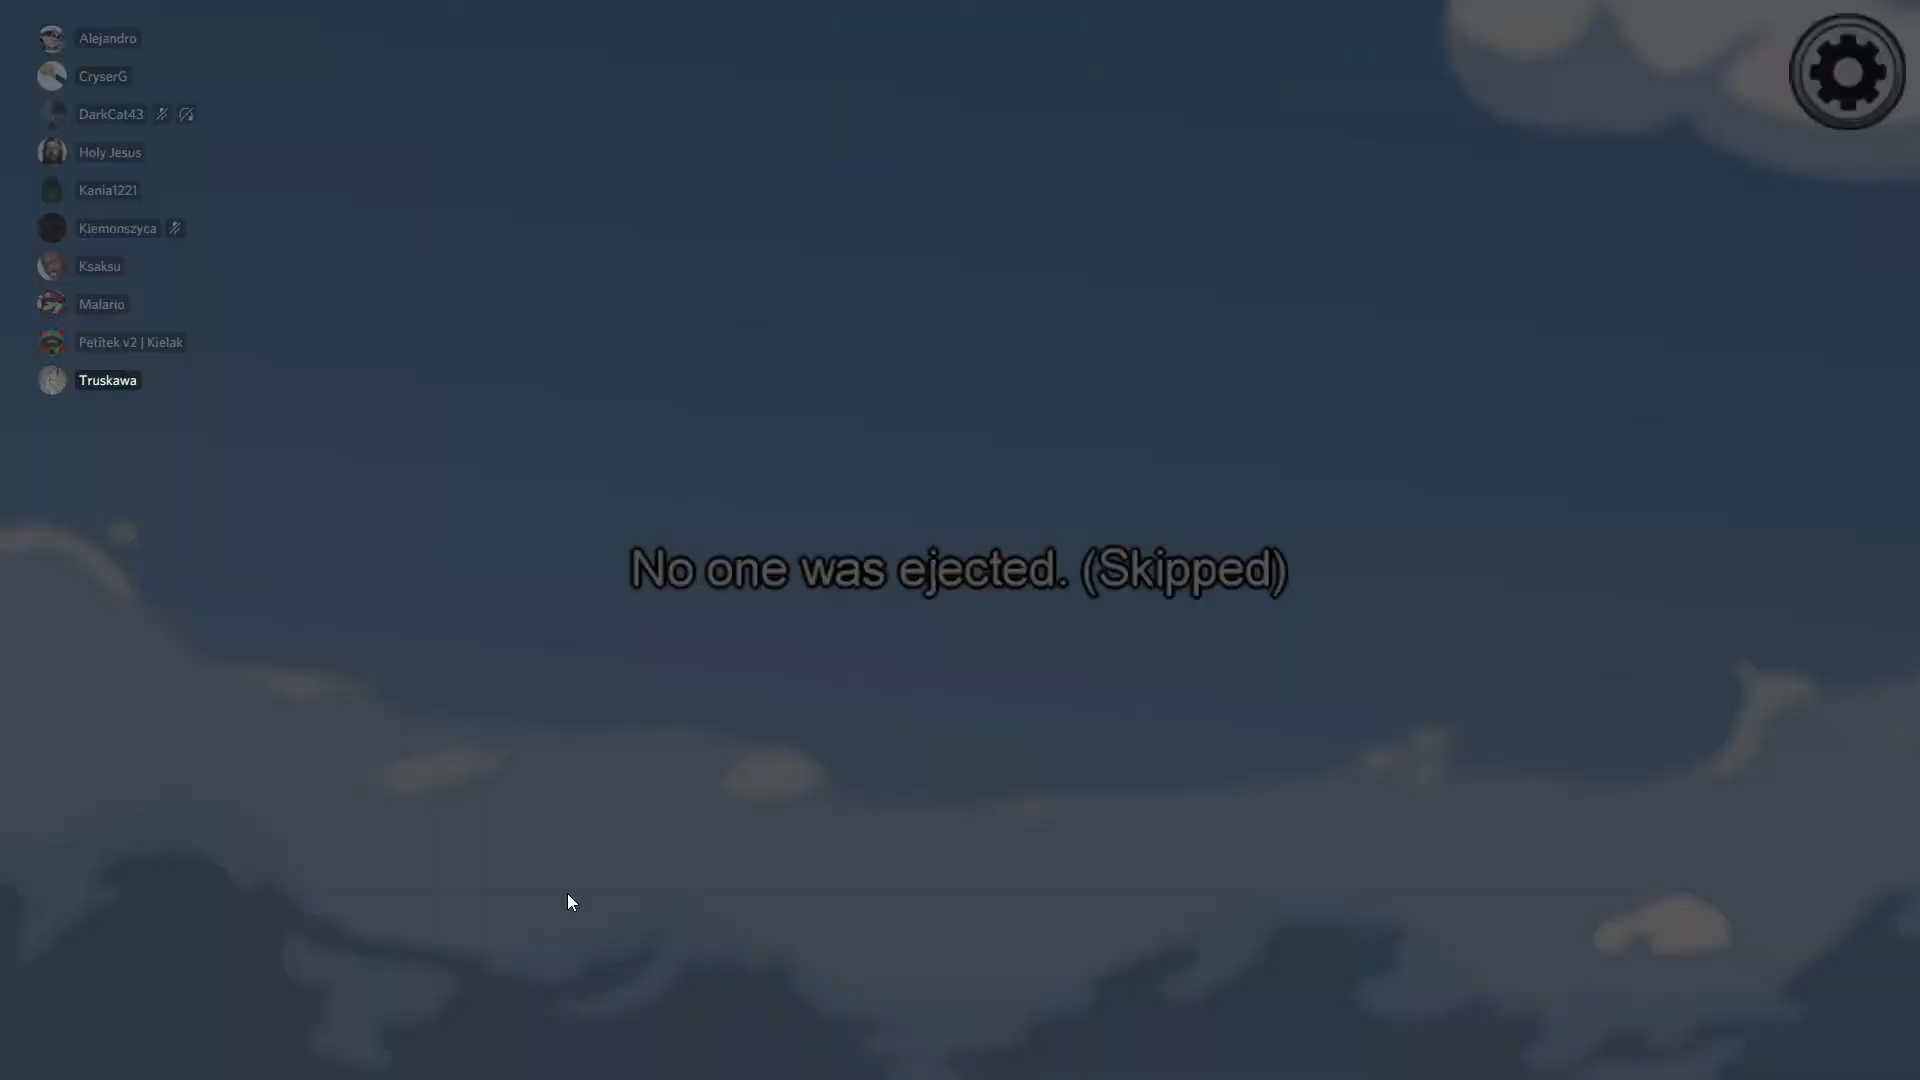 Alejandro
CryserG
DarkCat43
Holy Jesus
Kania1221
Kiemonszyca
Ksaksu
Malario
Petitek v2 | Kielak
Truskawa
No one was ejected. (Skipped)